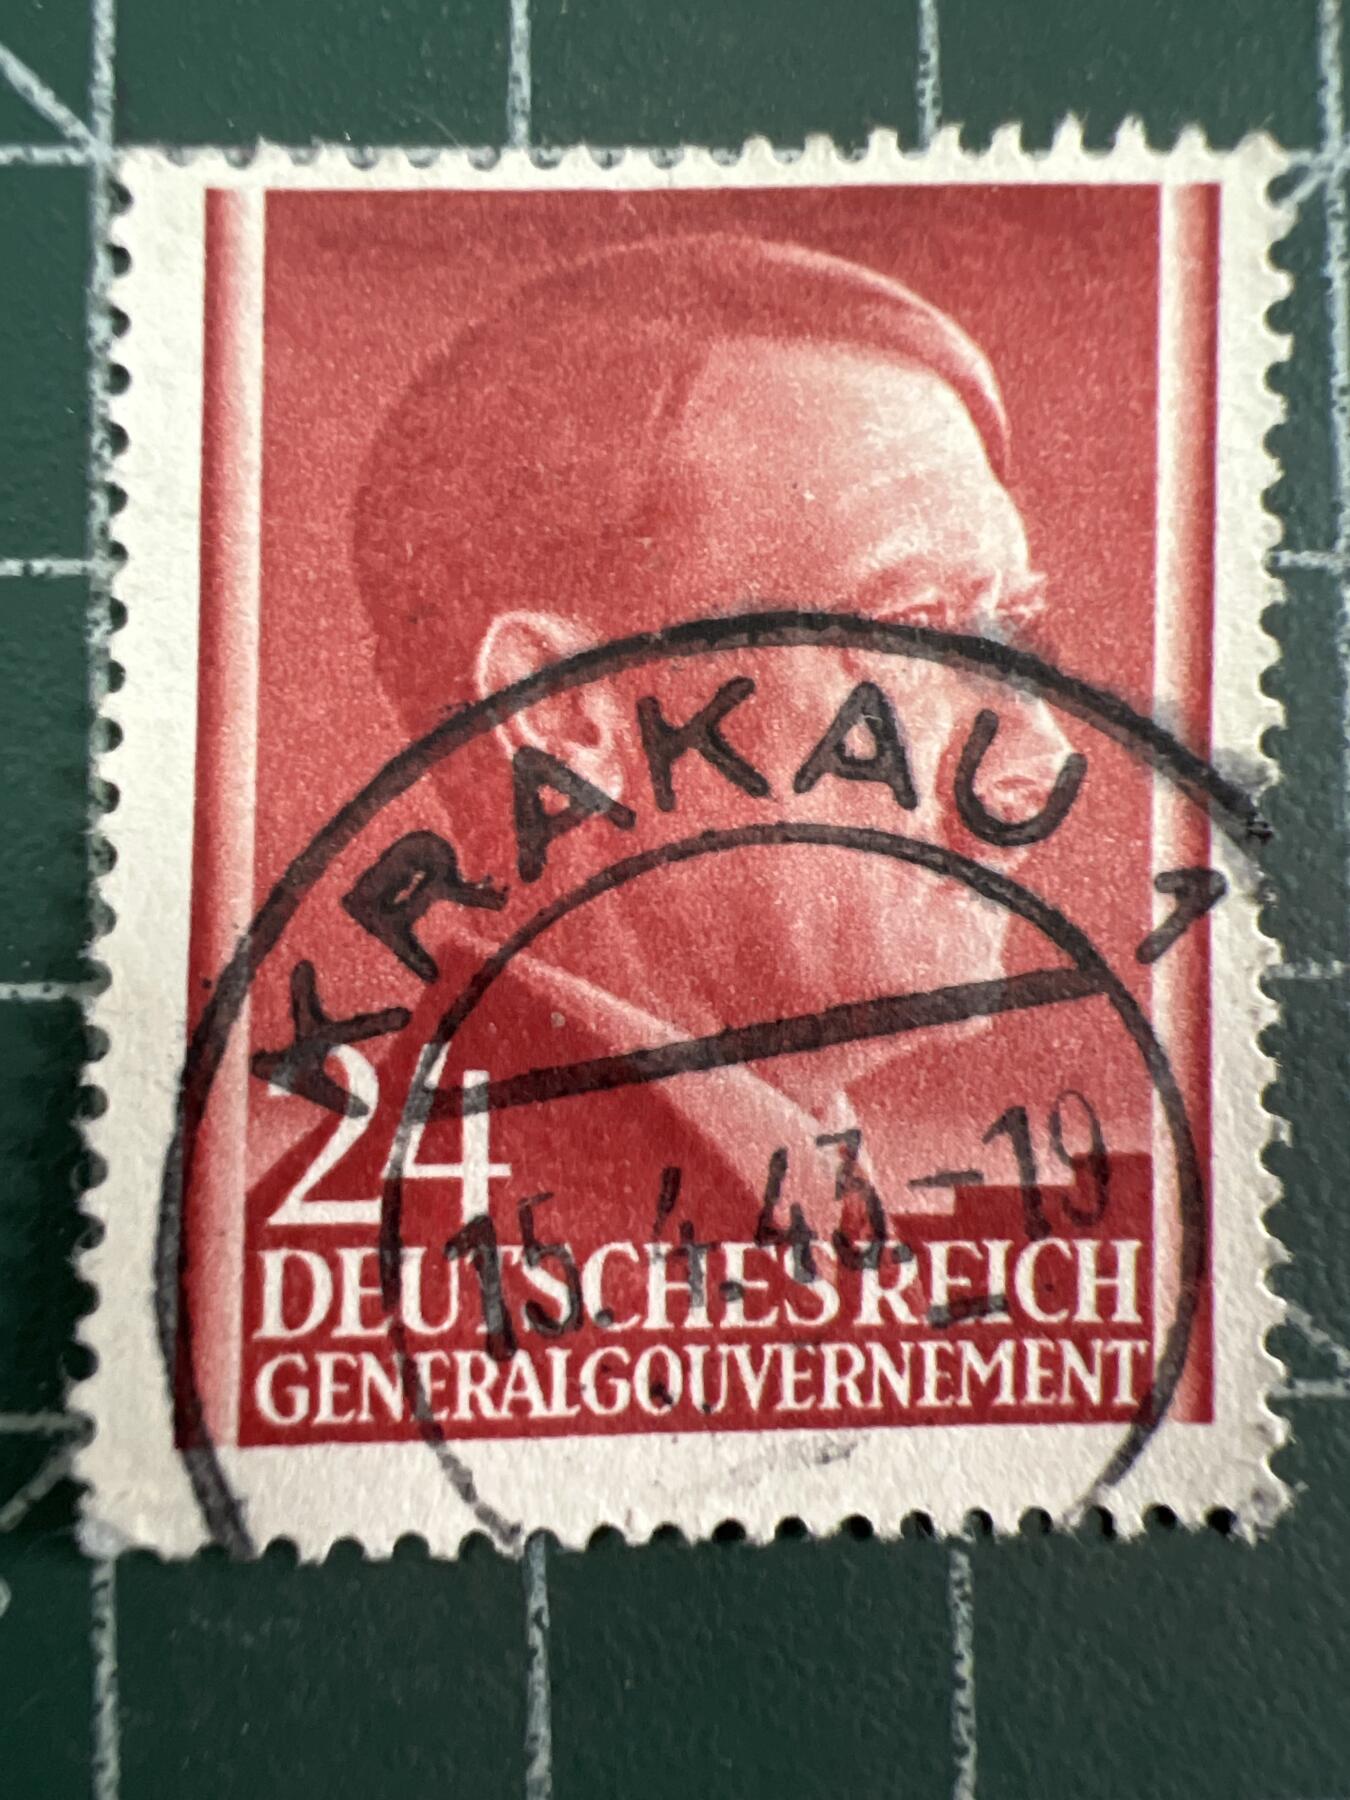 KRAKAU 1
24
15.4.43.-19
DEUTSCHES REICH
GENERALGOUVERNEMENT